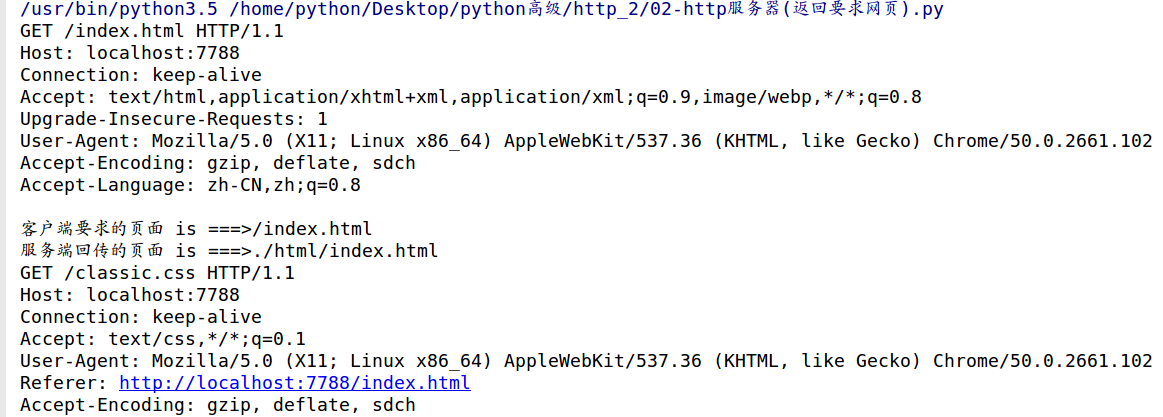 /usr/bin/python3.5 /home/python/Desktop/python高级/http_2/02-http服务器(返回要求网页).py
GET /index.html HTTP/1.1
Host: localhost:7788
Connection: keep-alive
Accept: text/html,application/xhtml+xml,application/xml;q=0.9,image/webp,*/*;q=0.8
Upgrade-Insecure-Requests: 1
User-Agent: Mozilla/5.0 (X11; Linux x86_64) AppleWebKit/537.36 (KHTML, like Gecko) Chrome/50.0.2661.102
Accept-Encoding: gzip, deflate, sdch
Accept-Language: zh-CN,zh;q=0.8
客户端要求的页面 is ===>/index.html
服务端回传的页面 is ===>./html/index.html
GET /classic.css HTTP/1.1
Host: localhost:7788
Connection: keep-alive
Accept: text/css,*/*;q=0.1
User-Agent: Mozilla/5.0 (X11; Linux x86_64) AppleWebKit/537.36 (KHTML, like Gecko) Chrome/50.0.2661.102
Referer: http://localhost:7788/index.html
Accept-Encoding: gzip, deflate, sdch